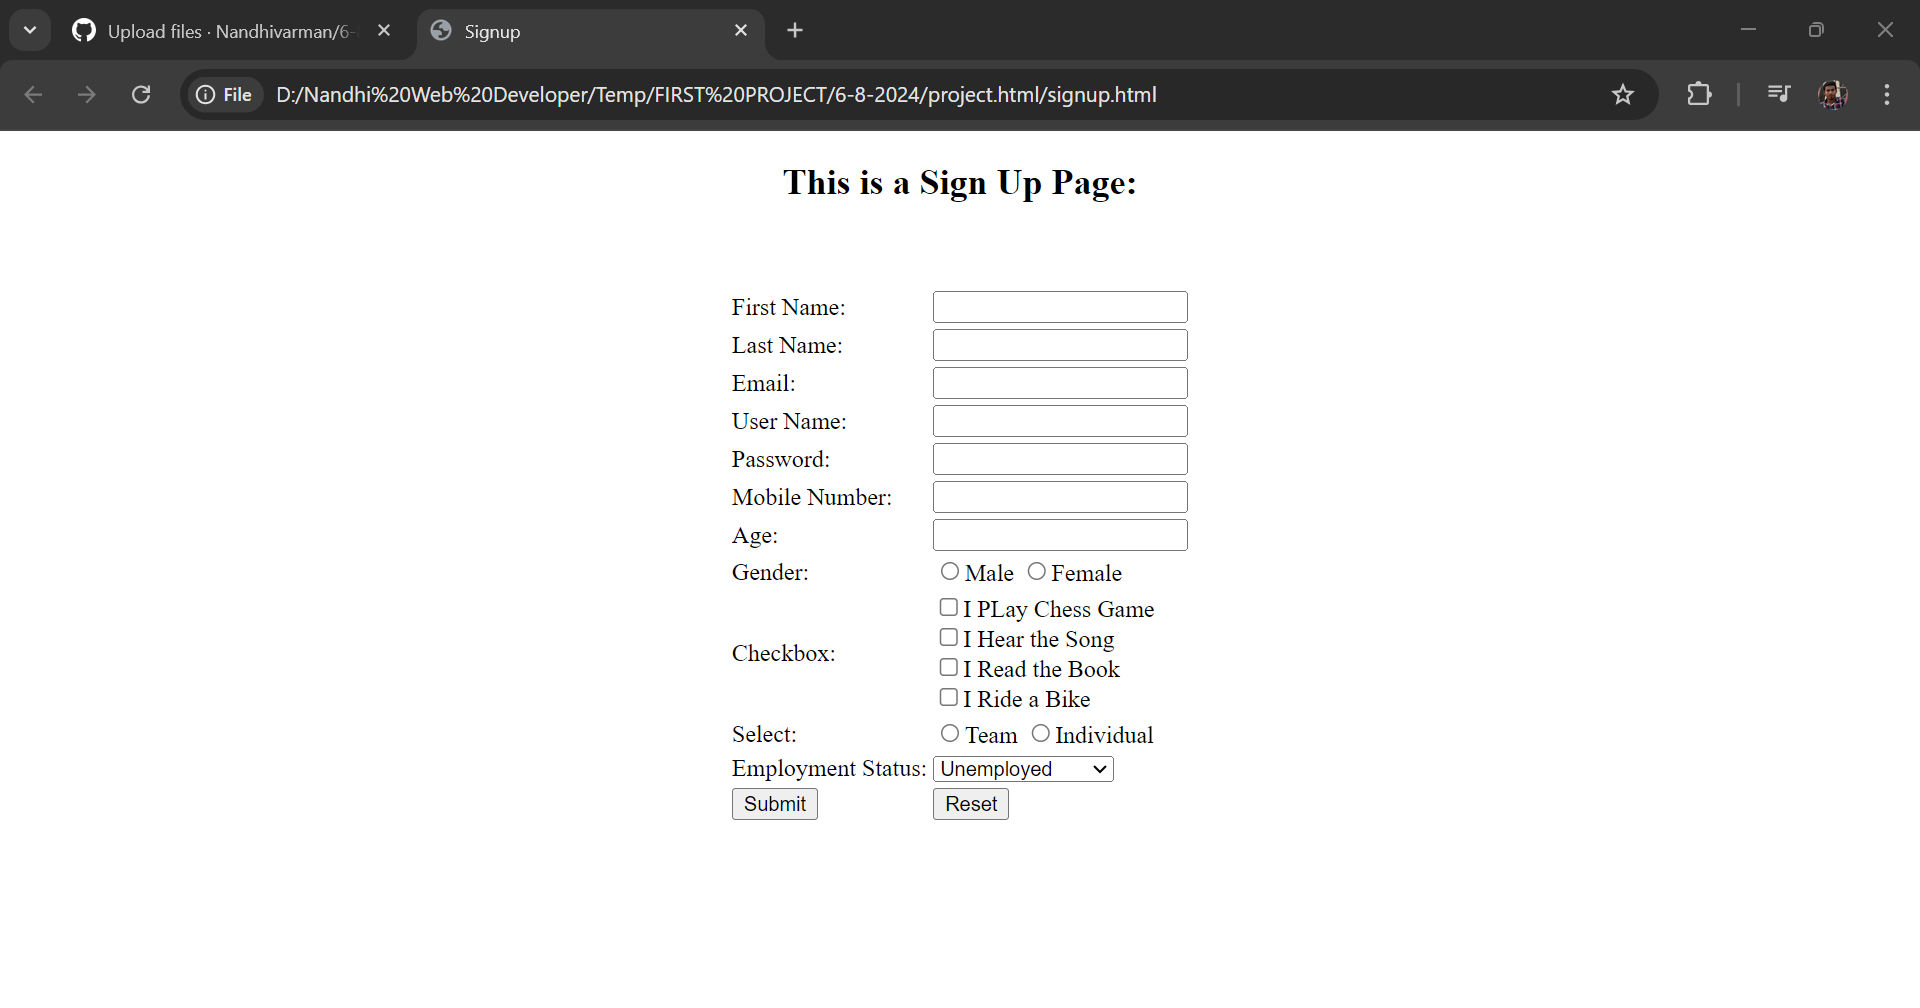 Upload files · Nandhivarman/6-
Signup
File
D:/Nandhi%20Web%20Developer/Temp/FIRST%20PROJECT/6-8-2024/project.html/signup.html
This is a Sign Up Page:
First Name:
Last Name:
Email:
User Name:
Password:
Mobile Number:
Age:
Gender: Male Female
Checkbox:
I PLay Chess Game
I Hear the Song
I Read the Book
I Ride a Bike
Select: Team Individual
Employment Status: Unemployed
Submit Reset